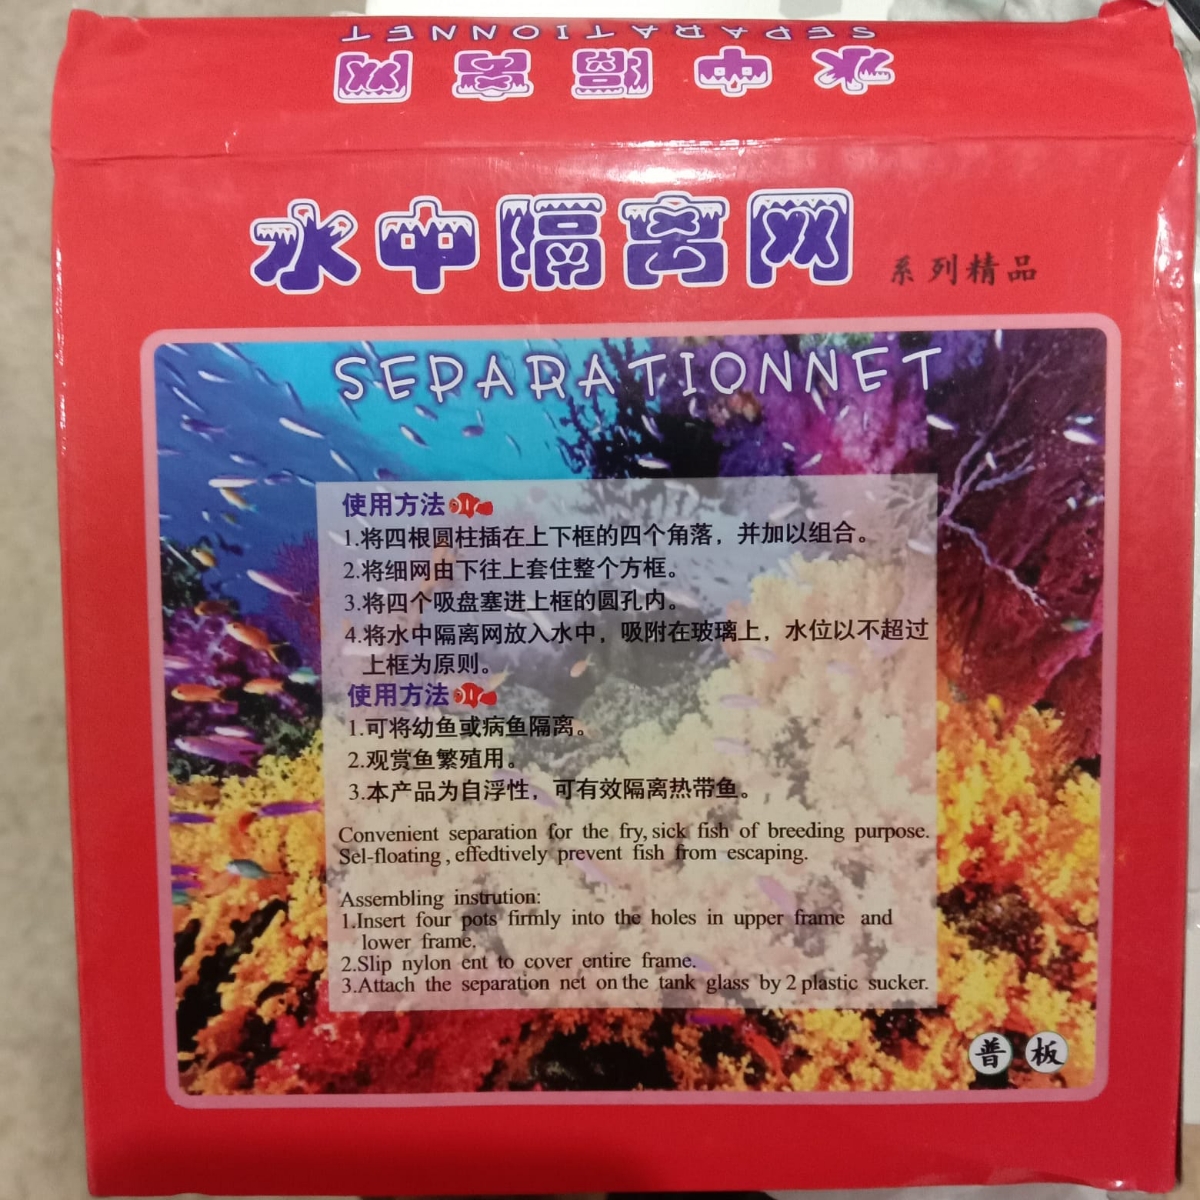 SEPARATIONNET
水中隔离网
水中隔离网
系列精品
SEPARATIONNET
使用方法
1.将四根圆柱插在上下框的四个角落，并加以组合。
2.将细网由下往上套住整个方框。
3.将四个吸盘塞进上框的圆孔内。
4.将水中隔离网放入水中，吸附在玻璃上，水位以不超过
上框为原则。
使用方法
1.可将幼鱼或病鱼隔离。
2.观赏鱼繁殖用。
3.本产品为自浮性，可有效隔离热带鱼。
Convenient separation for the fry, sick fish of breeding purpose.
Sel-floating , effedtively prevent fish from escaping.
Assembling instrution:
1.Insert four pots firmly into the holes in upper frame and
lower frame.
2.Slip nylon ent to cover entire frame.
3.Attach the separation net on the tank glass by 2 plastic sucker.
普板